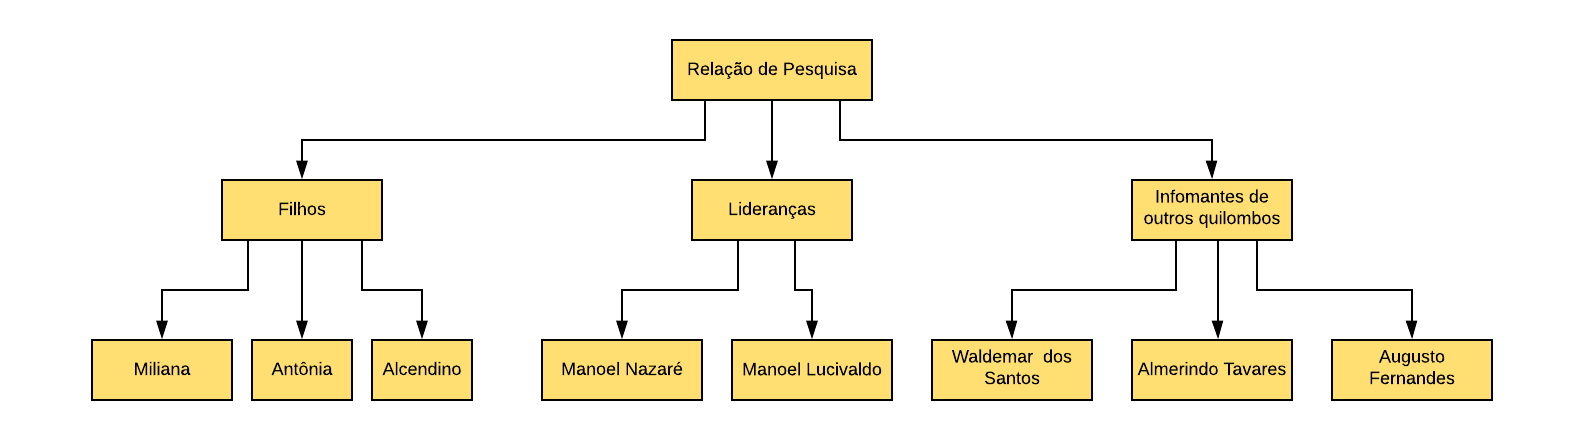 Relação de Pesquisa
Filhos
Lideranças
Infomantes de
outros quilombos
Miliana
Antônia
Alcendino
Manoel Nazaré
Manoel Lucivaldo
Waldemar  dos
Santos
Almerindo Tavares
Augusto
Fernandes